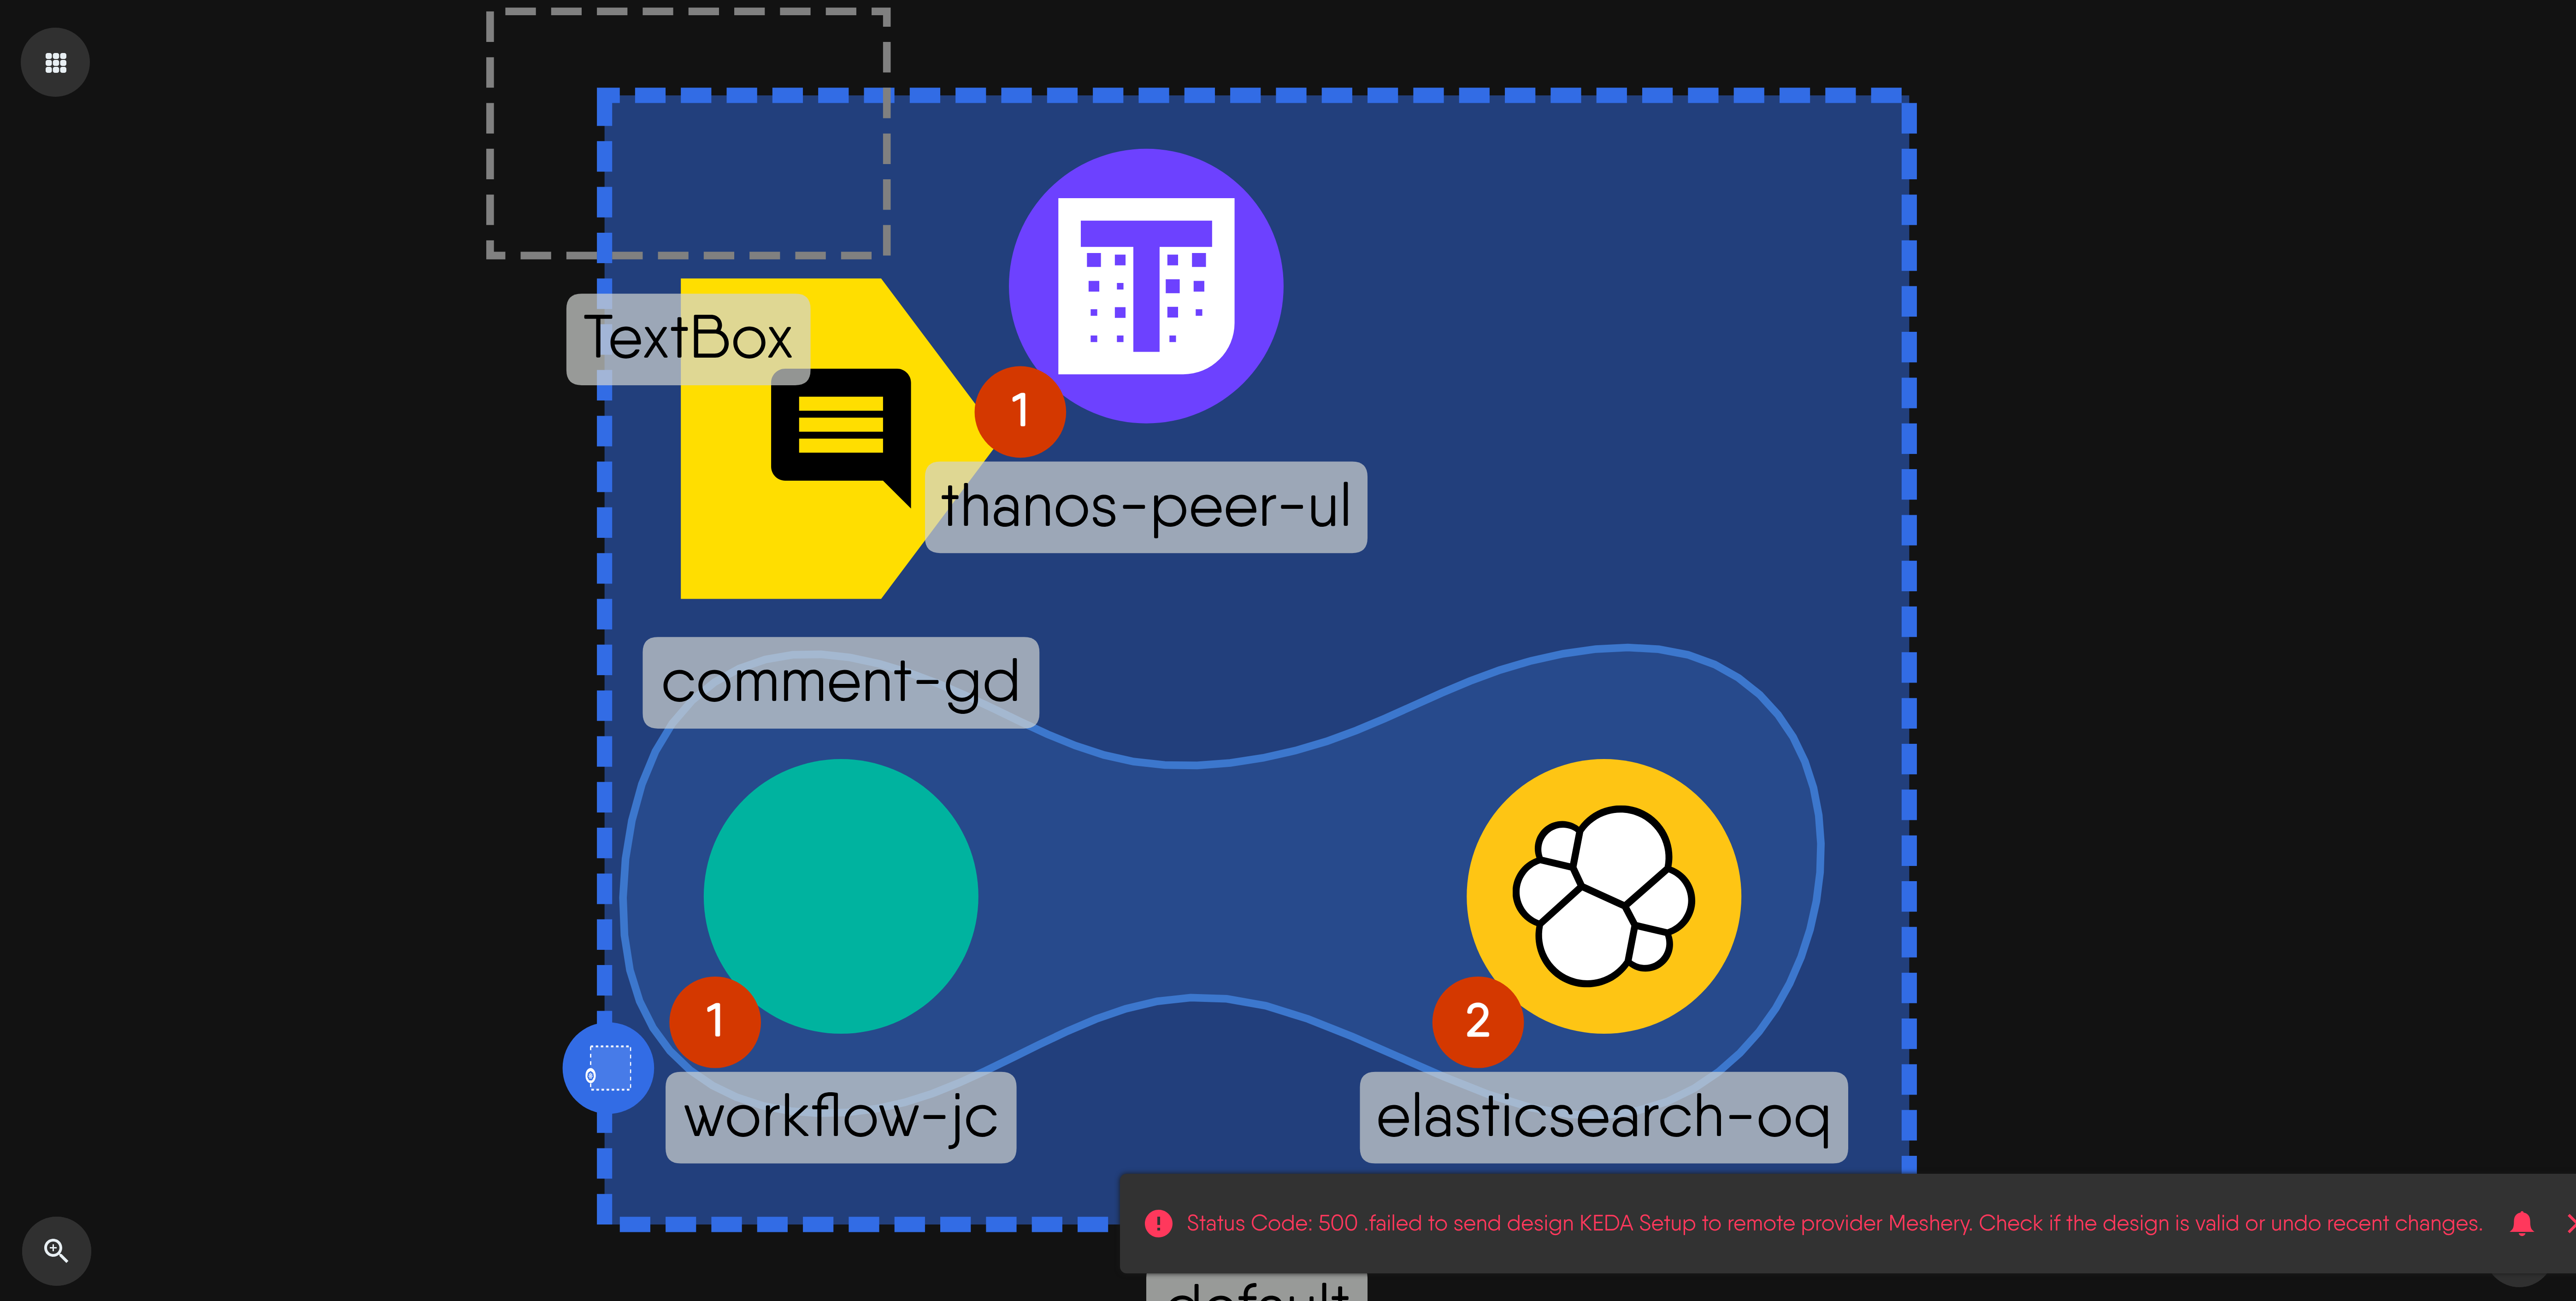 TextBox
1
thanos-peer-ul
comment-gd
1
workflow-jc
2
elasticsearch-oq
Status Code: 500 .failed to send design KEDA Setup to remote provider Meshery. Check if the design is valid or undo recent changes.
default